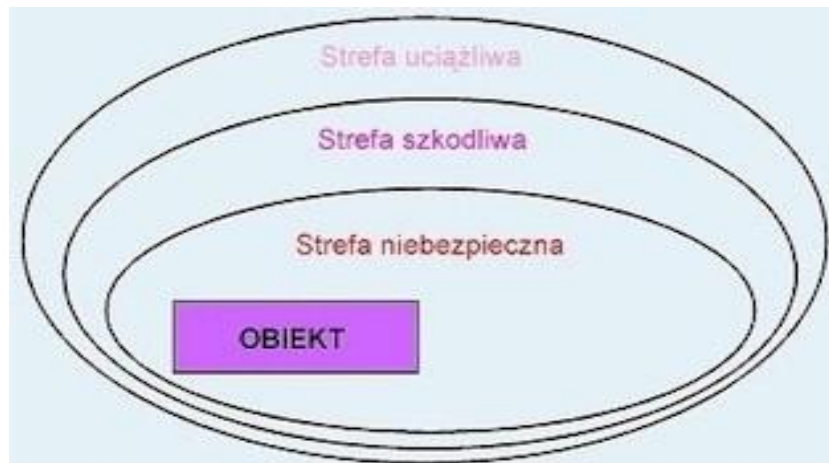 Strefa uciążliwa
Strefa szkodliwa
Strefa niebezpieczna
OBIEKT